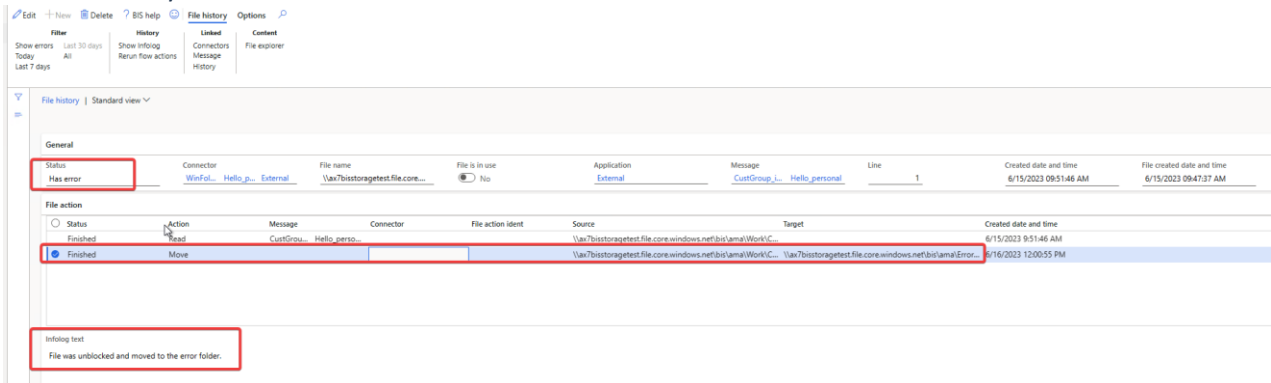 Edit New Delete ? BIS help File history Options
Filter History Linked Content
Show errors Last 30 days Show Infolog Connectors File explorer
Today All Rerun flow actions Message
Last 7 days History
File history | Standard view
General
Status Connector File name File is in use Application Message Line Created date and time File created date and time
Has error WinFol... Hello_p... External \\ax7bisstoragetest.file.core.... No External CustGroup_i... Hello_personal 1 6/15/2023 09:51:46 AM 6/15/2023 09:47:37 AM
File action
Status Action Message Connector File action ident Source Target Created date and time
Finished Read CustGrou... Hello_perso... \\ax7bisstoragetest.file.core.windows.net\bis\ama\Work\C... 6/15/2023 9:51:46 AM
Finished Move \\ax7bisstoragetest.file.core.windows.net\bis\ama\Work\C... \\ax7bisstoragetest.file.core.windows.net\bis\ama\Error... 6/16/2023 12:00:55 PM
Infolog text
File was unblocked and moved to the error folder.